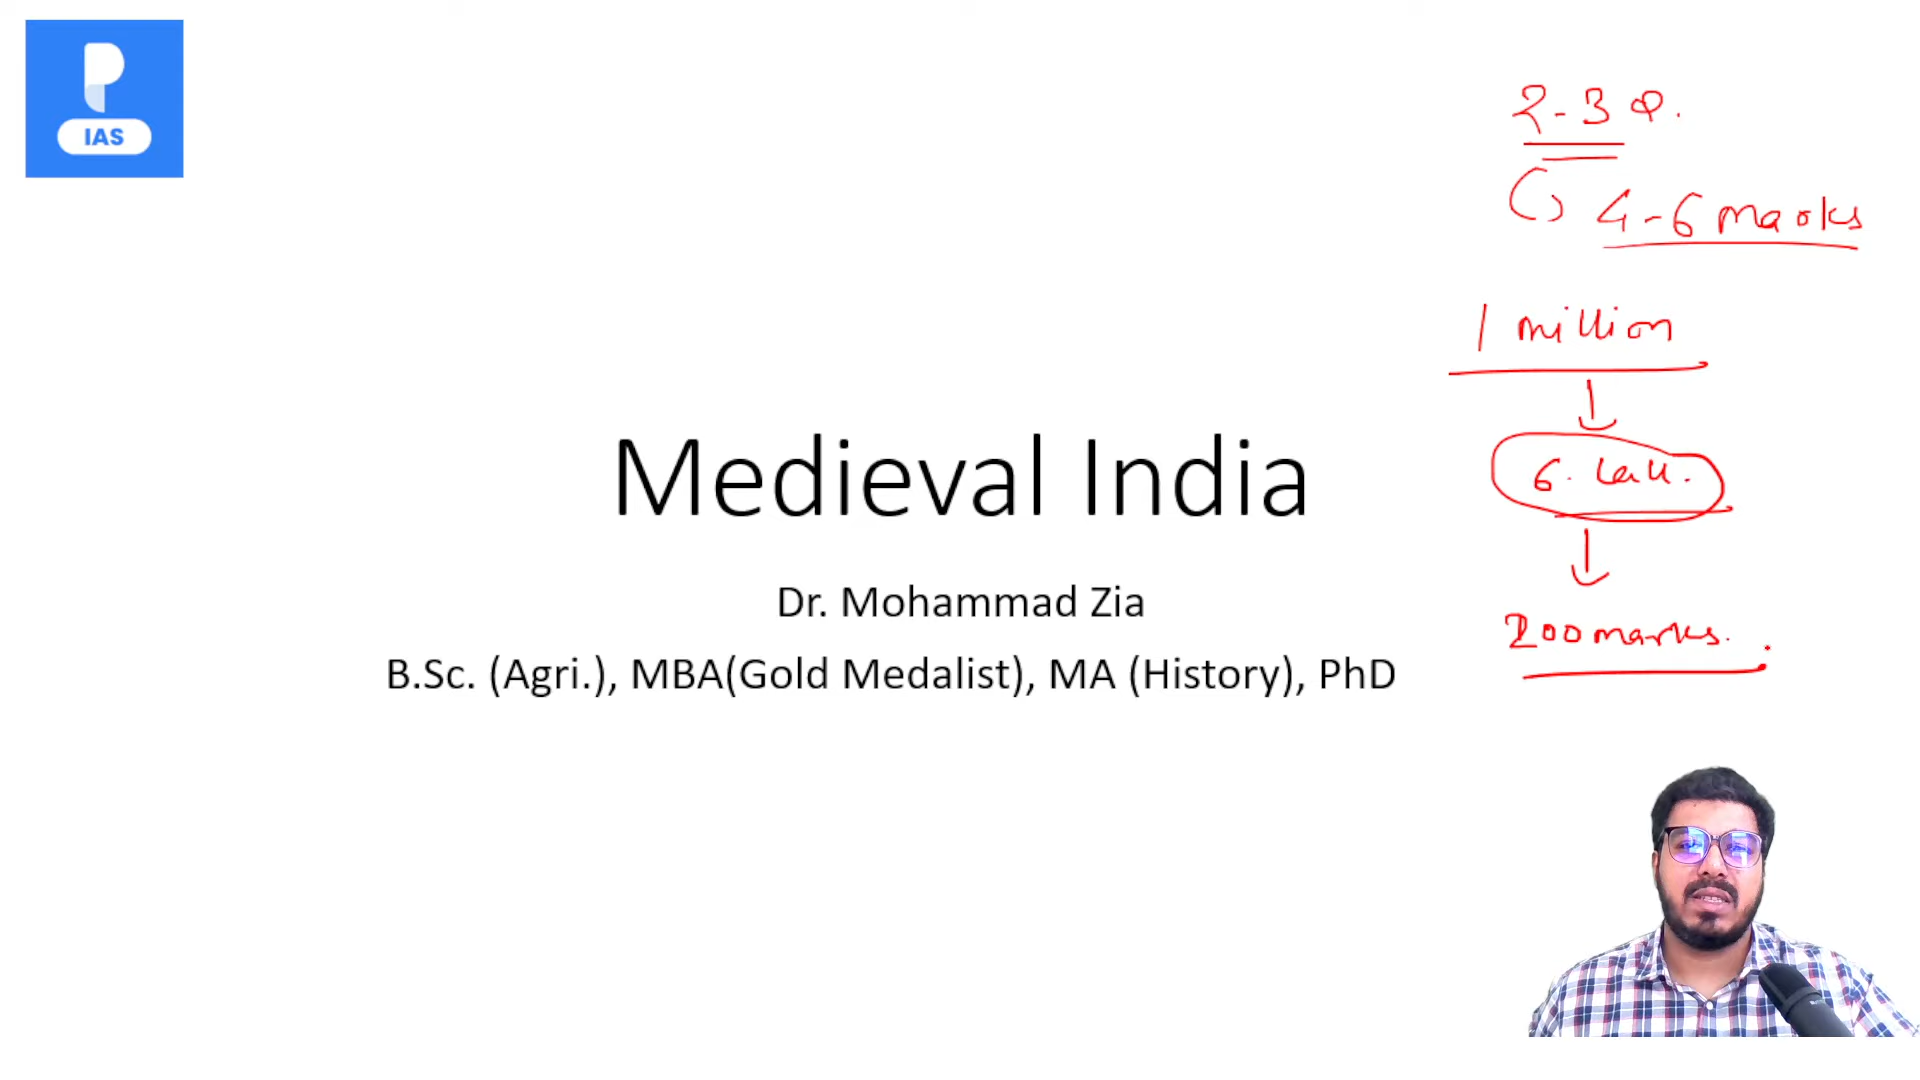 P
IAS
2-3 Q.
4-6 marks
1 million
6. Lakh.
200 marks.
Medieval India
Dr. Mohammad Zia
B.Sc. (Agri.), MBA(Gold Medalist), MA (History), PhD